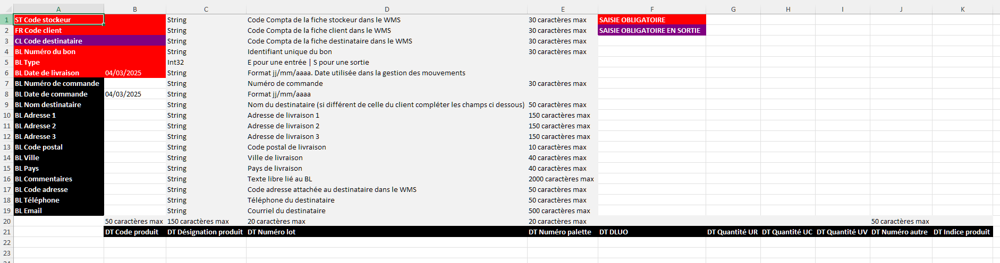 A B C D E F G H I J K
1 ST Code stockeur String Code Compta de la fiche stockeur dans le WMS 30 caractères max SAISIE OBLIGATOIRE
2 FR Code client String Code Compta de la fiche client dans le WMS 30 caractères max SAISIE OBLIGATOIRE EN SORTIE
3 CL Code destinataire String Code Compta de la fiche destinataire dans le WMS 30 caractères max
4 BL Numéro du bon String Identifiant unique du bon 30 caractères max
5 BL Type Int32 E pour une entrée | S pour une sortie
6 BL Date de livraison 04/03/2025 String Format jj/mm/aaaa. Date utilisée dans la gestion des mouvements
7 BL Numéro de commande String Numéro de commande 30 caractères max
8 BL Date de commande 04/03/2025 String Format jj/mm/aaaa
9 BL Nom destinataire String Nom du destinataire (si différent de celle du client compléter les champs ci dessous) 50 caractères max
10 BL Adresse 1 String Adresse de livraison 1 150 caractères max
11 BL Adresse 2 String Adresse de livraison 2 150 caractères max
12 BL Adresse 3 String Adresse de livraison 3 150 caractères max
13 BL Code postal String Code postal de livraison 10 caractères max
14 BL Ville String Ville de livraison 40 caractères max
15 BL Pays String Pays de livraison 40 caractères max
16 BL Commentaires String Texte libre lié au BL 2000 caractères max
17 BL Code adresse String Code adresse attachée au destinataire dans le WMS 50 caractères max
18 BL Téléphone String Téléphone du destinataire 50 caractères max
19 BL Email String Courriel du destinataire 500 caractères max
20 50 caractères max 150 caractères max 20 caractères max 20 caractères max 50 caractères max
21 DT Code produit DT Désignation produit DT Numéro lot DT Numéro palette DT DLUO DT Quantité UR DT Quantité UC DT Quantité UV DT Numéro autre DT Indice produit
22
23